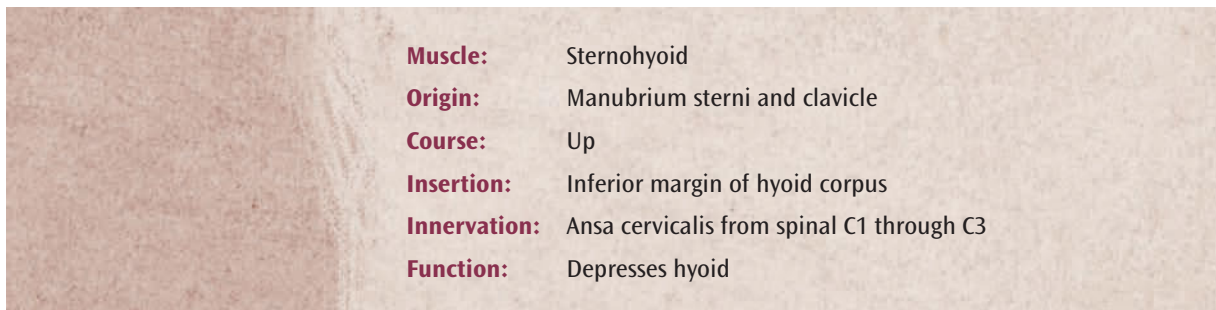 Muscle: Sternohyoid
Origin: Manubrium sterni and clavicle
Course: Up
Insertion: Inferior margin of hyoid corpus
Innervation: Ansa cervicalis from spinal C1 through C3
Function: Depresses hyoid